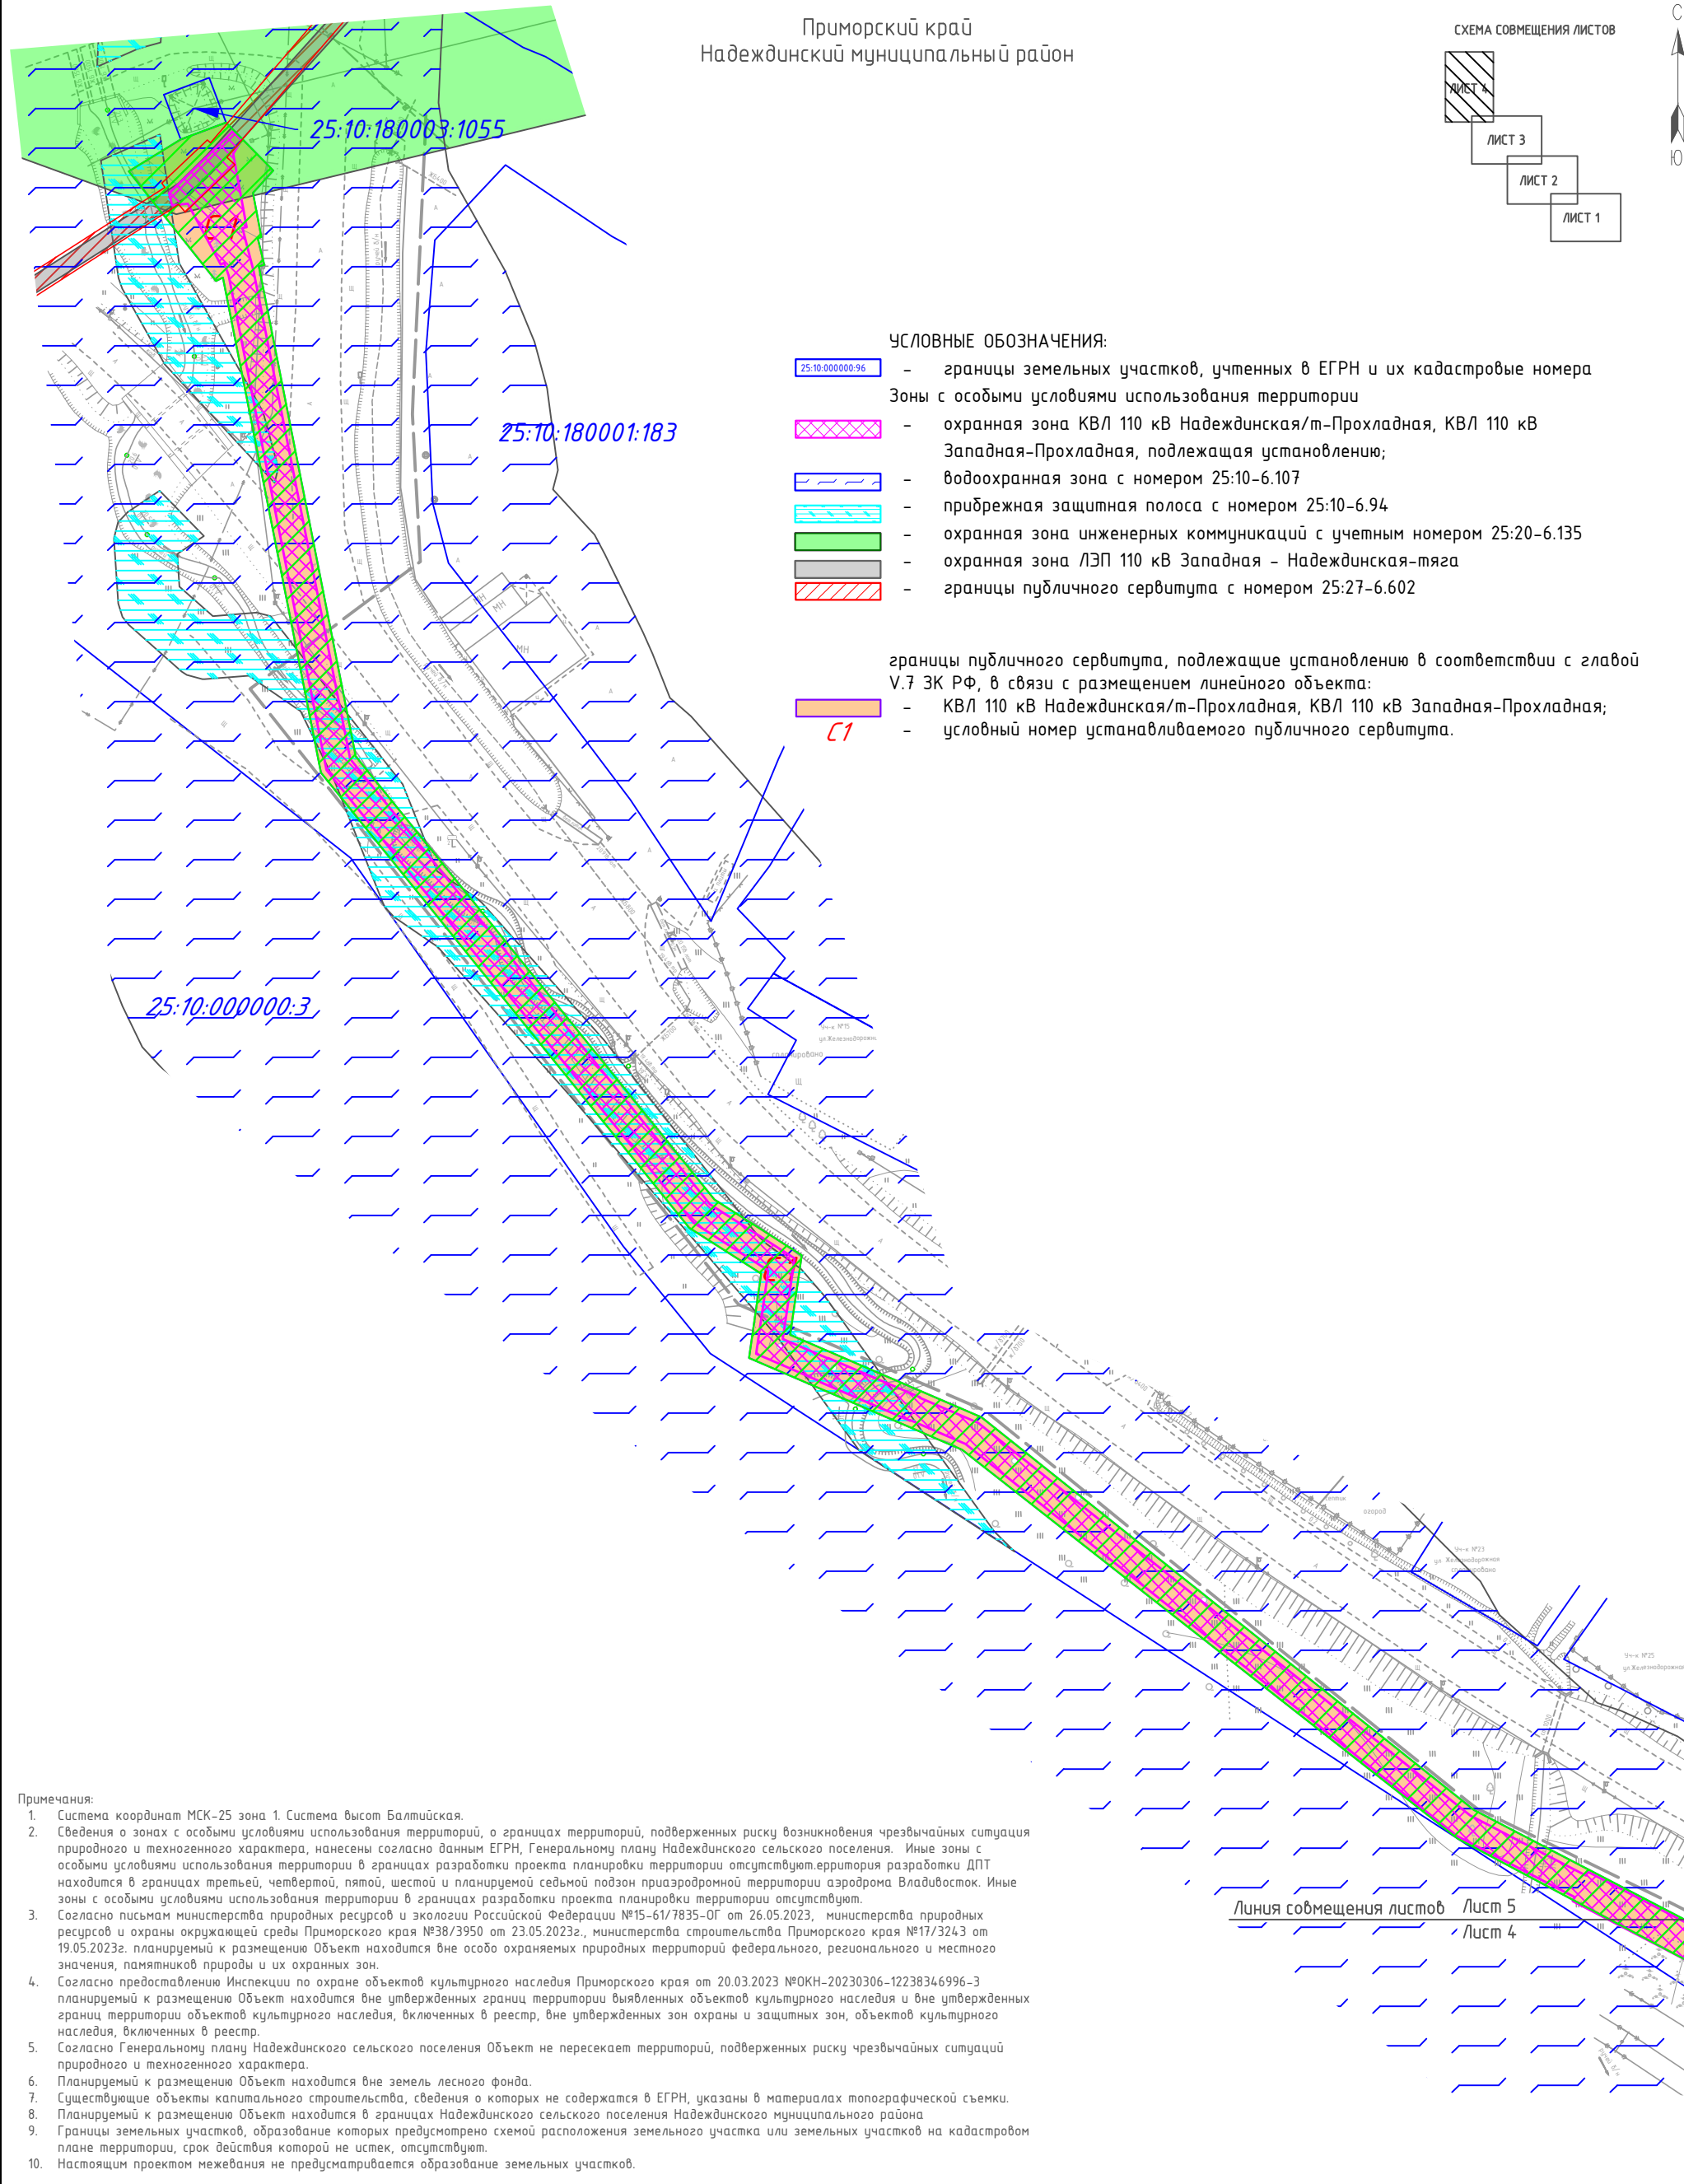 Приморский край
Надеждинский муниципальный район
СХЕМА СОВМЕЩЕНИЯ ЛИСТОВ
С
Ю
ЛИСТ 4
ЛИСТ 3
ЛИСТ 2
ЛИСТ 1
25:10:180003:1055
С1
25:10:180001:183
25:10:000000:3
УСЛОВНЫЕ ОБОЗНАЧЕНИЯ:
25:10:000000:96 – границы земельных участков, учтенных в ЕГРН и их кадастровые номера
Зоны с особыми условиями использования территории
– охранная зона КВЛ 110 кВ Надеждинская/т-Прохладная, КВЛ 110 кВ
Западная-Прохладная, подлежащая установлению;
– водоохранная зона с номером 25:10-6.107
– прибрежная защитная полоса с номером 25:10-6.94
– охранная зона инженерных коммуникаций с учетным номером 25:20-6.135
– охранная зона ЛЭП 110 кВ Западная - Надеждинская-тяга
– границы публичного сервитута с номером 25:27-6.602
границы публичного сервитута, подлежащие установлению в соответствии с главой
V.7 ЗК РФ, в связи с размещением линейного объекта:
– КВЛ 110 кВ Надеждинская/т-Прохладная, КВЛ 110 кВ Западная-Прохладная;
С1 – условный номер устанавливаемого публичного сервитута.
МН
МН
МН
Уч-к №15
ул.Железнодорожн.
огород
Уч-к №23
ул. Железнодорожная
Уч-к №25
ул.Железнодорожная
Линия совмещения листов Лист 5
Лист 4
Примечания:
1. Система координат МСК-25 зона 1. Система высот Балтийская.
2. Сведения о зонах с особыми условиями использования территорий, о границах территорий, подверженных риску возникновения чрезвычайных ситуация
природного и техногенного характера, нанесены согласно данным ЕГРН, Генеральному плану Надеждинского сельского поселения. Иные зоны с
особыми условиями использования территории в границах разработки проекта планировки территории отсутствуют.ерритория разработки ДПТ
находится в границах третьей, четвертой, пятой, шестой и планируемой седьмой подзон приаэродромной территории аэродрома Владивосток. Иные
зоны с особыми условиями использования территории в границах разработки проекта планировки территории отсутствуют.
3. Согласно письмам министерства природных ресурсов и экологии Российской Федерации №15-61/7835-ОГ от 26.05.2023, министерства природных
ресурсов и охраны окружающей среды Приморского края №38/3950 от 23.05.2023г., министерства строительства Приморского края №17/3243 от
19.05.2023г. планируемый к размещению Объект находится вне особо охраняемых природных территорий федерального, регионального и местного
значения, памятников природы и их охранных зон.
4. Согласно предоставлению Инспекции по охране объектов культурного наследия Приморского края от 20.03.2023 №ОКН-20230306-12238346996-3
планируемый к размещению Объект находится вне утвержденных границ территории выявленных объектов культурного наследия и вне утвержденных
границ территории объектов культурного наследия, включенных в реестр, вне утвержденных зон охраны и защитных зон, объектов культурного
наследия, включенных в реестр.
5. Согласно Генеральному плану Надеждинского сельского поселения Объект не пересекает территорий, подверженных риску чрезвычайных ситуаций
природного и техногенного характера.
6. Планируемый к размещению Объект находится вне земель лесного фонда.
7. Существующие объекты капитального строительства, сведения о которых не содержатся в ЕГРН, указаны в материалах топографической съемки.
8. Планируемый к размещению Объект находится в границах Надеждинского сельского поселения Надеждинского муниципального района
9. Границы земельных участков, образование которых предусмотрено схемой расположения земельного участка или земельных участков на кадастровом
плане территории, срок действия которой не истек, отсутствуют.
10. Настоящим проектом межевания не предусматривается образование земельных участков.